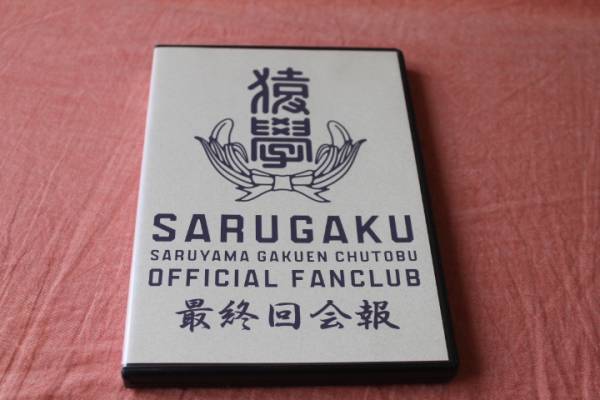 猿
學
SARUGAKU
SARUYAMA GAKUEN CHUTOBU
OFFICIAL FANCLUB
最終回会報